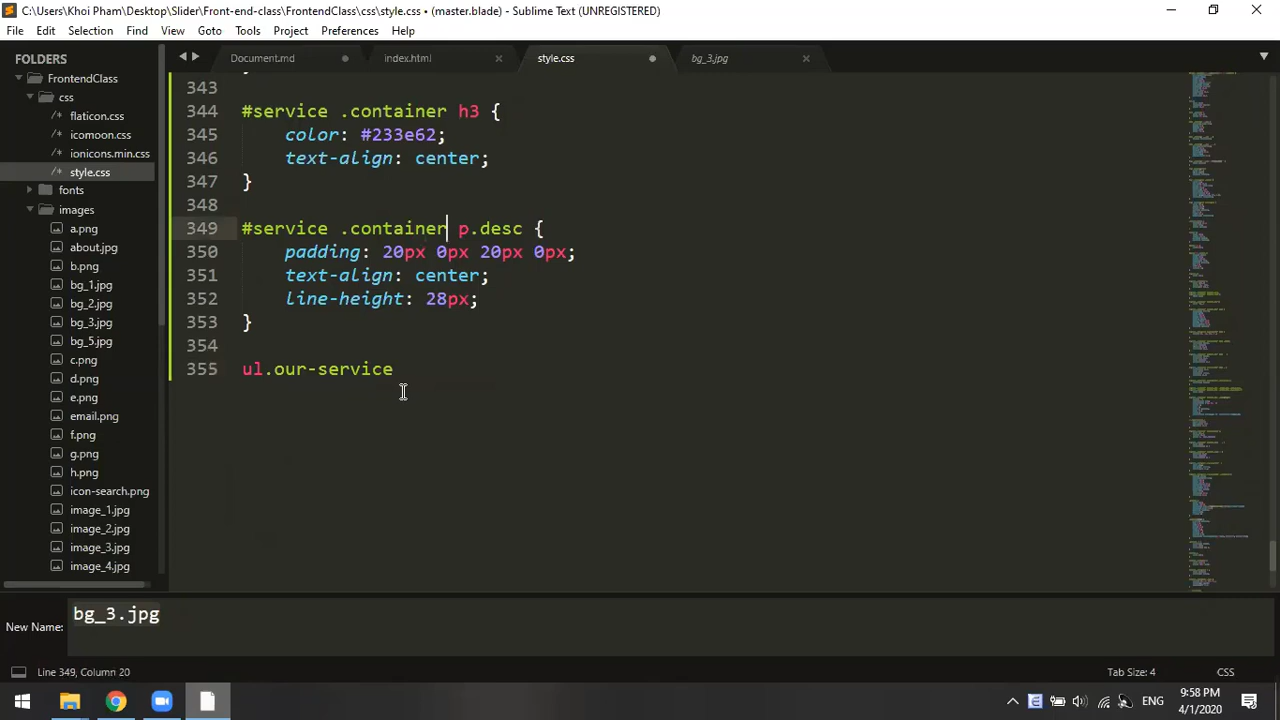 C:\Users\Khoi Pham\Desktop\Slider\Front-end-class\FrontendClass\css\style.css • (master.blade) - Sublime Text (UNREGISTERED)
File Edit Selection Find View Goto Tools Project Preferences Help
FOLDERS
FrontendClass
css
flaticon.css
icomoon.css
ionicons.min.css
style.css
fonts
images
a.png
about.jpg
b.png
bg_1.jpg
bg_2.jpg
bg_3.jpg
bg_5.jpg
c.png
d.png
e.png
email.png
f.png
g.png
h.png
icon-search.png
image_1.jpg
image_2.jpg
image_3.jpg
image_4.jpg
Document.md index.html style.css bg_3.jpg
343
344 #service .container h3 {
345 color: #233e62;
346 text-align: center;
347 }
348
349 #service .container p.desc {
350 padding: 20px 0px 20px 0px;
351 text-align: center;
352 line-height: 28px;
353 }
354
355 ul.our-service
New Name: bg_3.jpg
Line 349, Column 20 Tab Size: 4 CSS
ENG
9:58 PM
4/1/2020